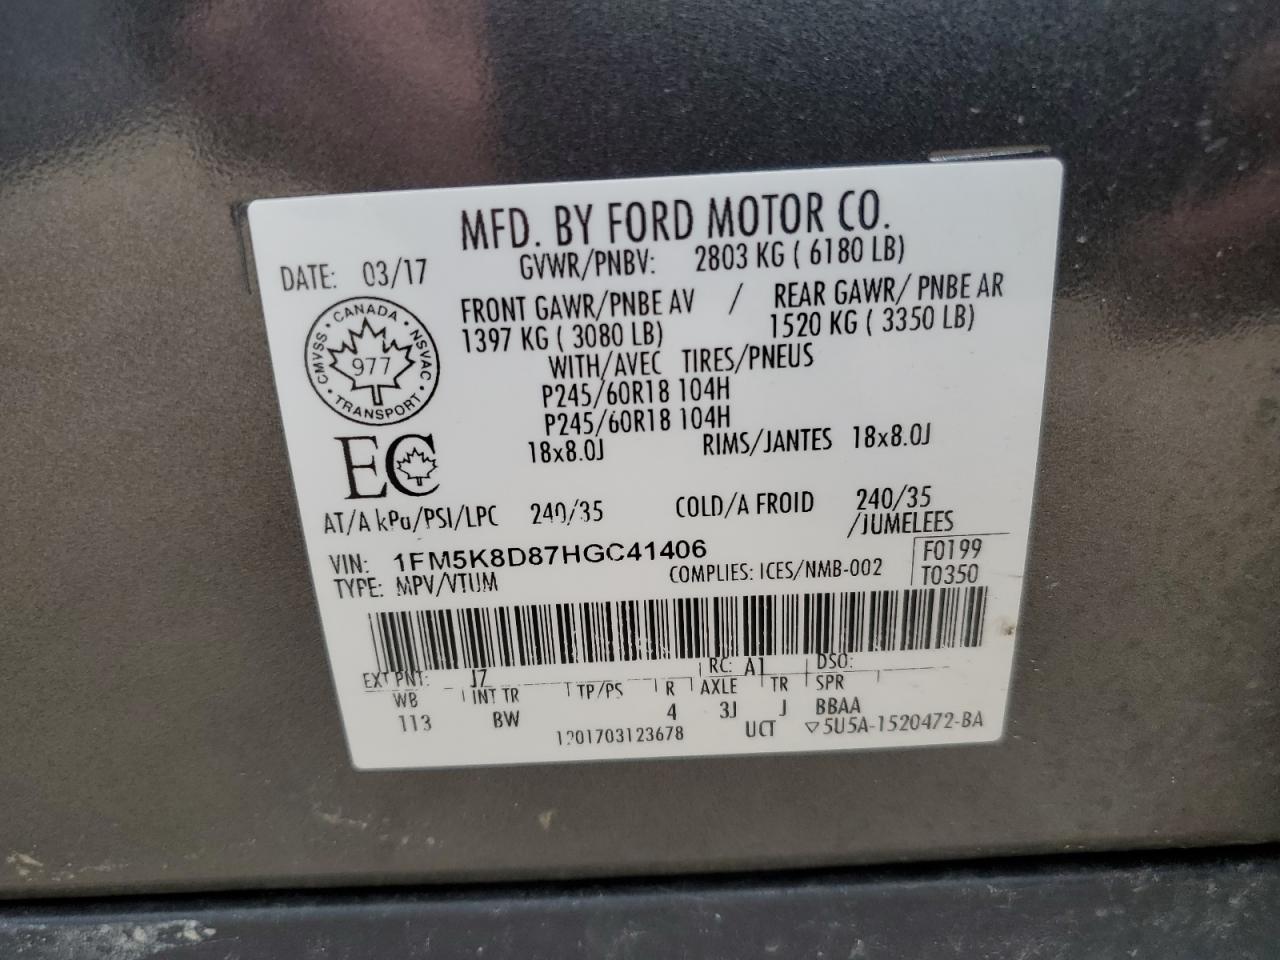 MFD. BY FORD MOTOR CO.
DATE: 03/17 GVWR/PNBV: 2803 KG ( 6180 LB)
FRONT GAWR/PNBE AV / REAR GAWR/ PNBE AR
1397 KG ( 3080 LB) 1520 KG ( 3350 LB)
WITH/AVEC TIRES/PNEUS
P245/60R18 104H
P245/60R18 104H
18x8.0J RIMS/JANTES 18x8.0J
CANADA · NSVAC · TRANSPORT · CMVSS ·
977
EC
AT/A kPa/PSI/LPC 240/35 COLD/A FROID 240/35
/JUMELEES
VIN: 1FM5K8D87HGC41406 F0199
TYPE: MPV/VTUM COMPLIES: ICES/NMB-002 T0350
EXT PNT: J7 RC: A1 DSO:
WB INT TR TP/PS R AXLE TR SPR
113 BW 4 3J J BBAA
1201703123678 UCT ▽5U5A-1520472-BA